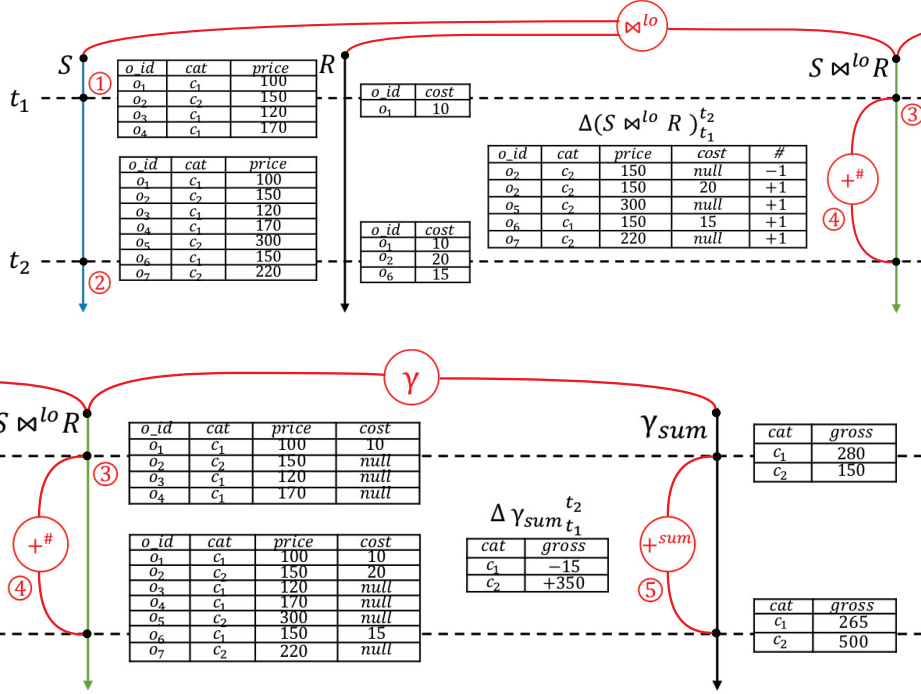 ⋈ˡᵒ
S R S ⋈ˡᵒ R
①
o_id cat price
o₁ c₁ 100
o₂ c₂ 150
o₃ c₁ 120
o₄ c₁ 170
t₁
o_id cost
o₁ 10
③
Δ(S ⋈ˡᵒ R)ₜ₁ᵗ²
o_id cat price cost #
o₂ c₂ 150 null −1
o₂ c₂ 150 20 +1
o₅ c₂ 300 null +1
o₆ c₁ 150 15 +1
o₇ c₂ 220 null +1
+#
④
o_id cat price
o₁ c₁ 100
o₂ c₂ 150
o₃ c₁ 120
o₄ c₁ 170
o₅ c₂ 300
o₆ c₁ 150
o₇ c₂ 220
o_id cost
o₁ 10
o₂ 20
o₆ 15
t₂
②
γ
S ⋈ˡᵒ R
γsum
o_id cat price cost
o₁ c₁ 100 10
o₂ c₂ 150 null
o₃ c₁ 120 null
o₄ c₁ 170 null
③
cat gross
c₁ 280
c₂ 150
+#
④
o_id cat price cost
o₁ c₁ 100 10
o₂ c₂ 150 20
o₃ c₁ 120 null
o₄ c₁ 170 null
o₅ c₂ 300 null
o₆ c₁ 150 15
o₇ c₂ 220 null
Δ γsum ₜ₁ᵗ²
cat gross
c₁ −15
c₂ +350
+sum
⑤
cat gross
c₁ 265
c₂ 500